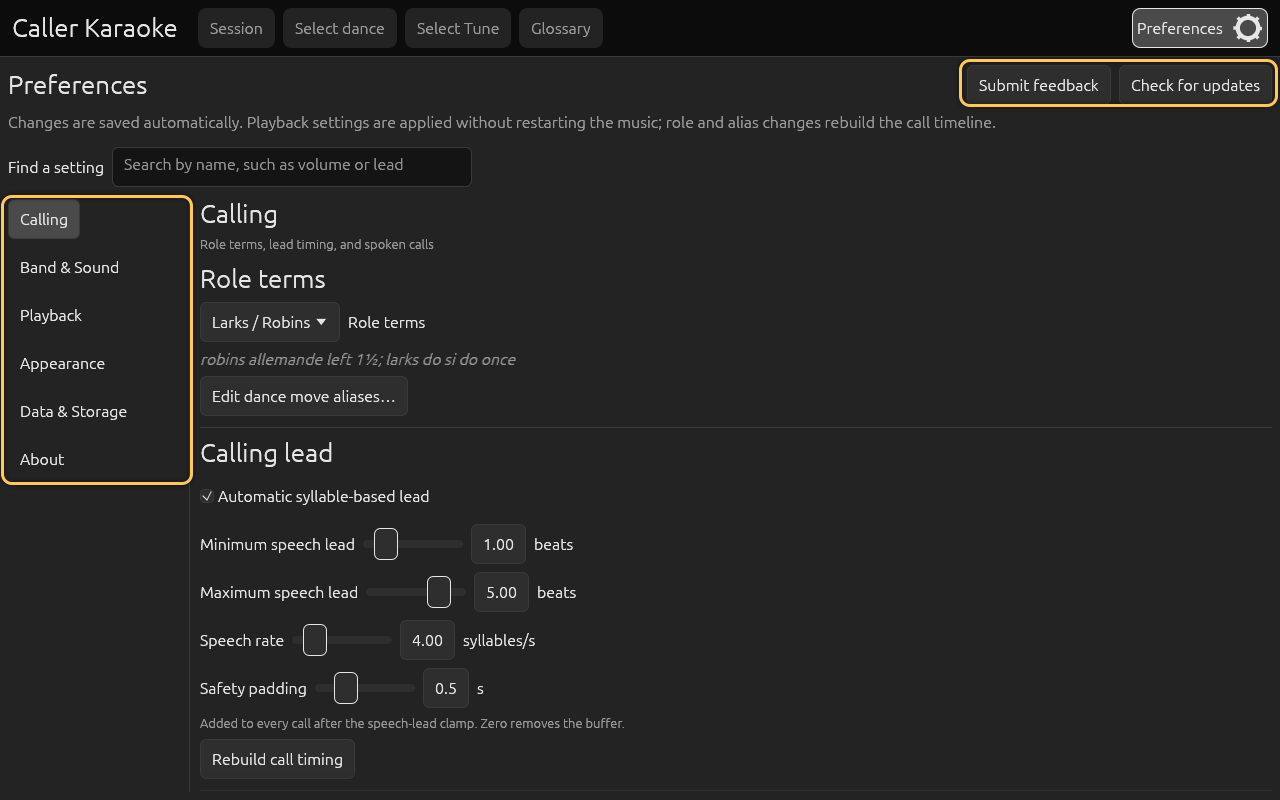 Caller Karaoke Session Select dance Select Tune Glossary Preferences
Preferences Submit feedback Check for updates
Changes are saved automatically. Playback settings are applied without restarting the music; role and alias changes rebuild the call timeline.
Find a setting Search by name, such as volume or lead
Calling
Band & Sound
Playback
Appearance
Data & Storage
About
Calling
Role terms, lead timing, and spoken calls
Role terms
Larks / Robins Role terms
robins allemande left 1½; larks do si do once
Edit dance move aliases…
Calling lead
Automatic syllable-based lead
Minimum speech lead 1.00 beats
Maximum speech lead 5.00 beats
Speech rate 4.00 syllables/s
Safety padding 0.5 s
Added to every call after the speech-lead clamp. Zero removes the buffer.
Rebuild call timing